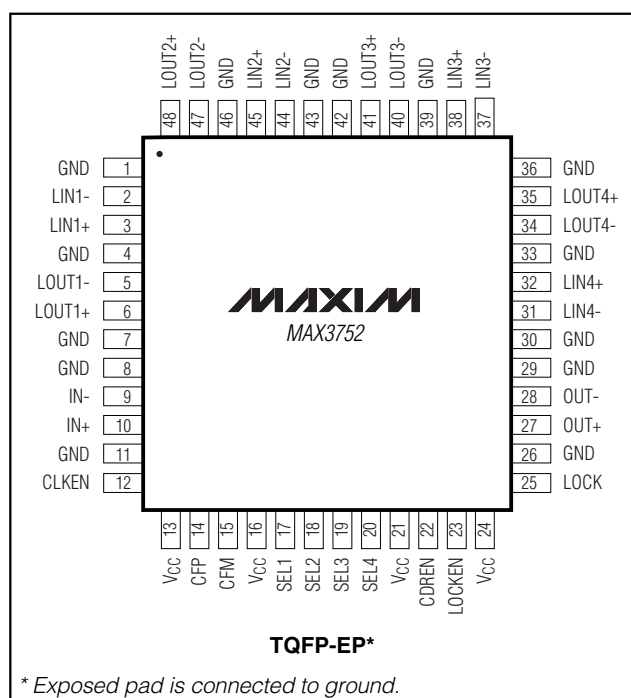 LOUT2+
LOUT2-
GND
LIN2+
LIN2-
GND
GND
LOUT3+
LOUT3-
GND
LIN3+
LIN3-
48
47
46
45
44
43
42
41
40
39
38
37
GND 1
LIN1- 2
LIN1+ 3
GND 4
LOUT1- 5
LOUT1+ 6
GND 7
GND 8
IN- 9
IN+ 10
GND 11
CLKEN 12
MAXIM
MAX3752
36 GND
35 LOUT4+
34 LOUT4-
33 GND
32 LIN4+
31 LIN4-
30 GND
29 GND
28 OUT-
27 OUT+
26 GND
25 LOCK
13
14
15
16
17
18
19
20
21
22
23
24
VCC
CFP
CFM
VCC
SEL1
SEL2
SEL3
SEL4
VCC
CDREN
LOCKEN
VCC
TQFP-EP*
* Exposed pad is connected to ground.